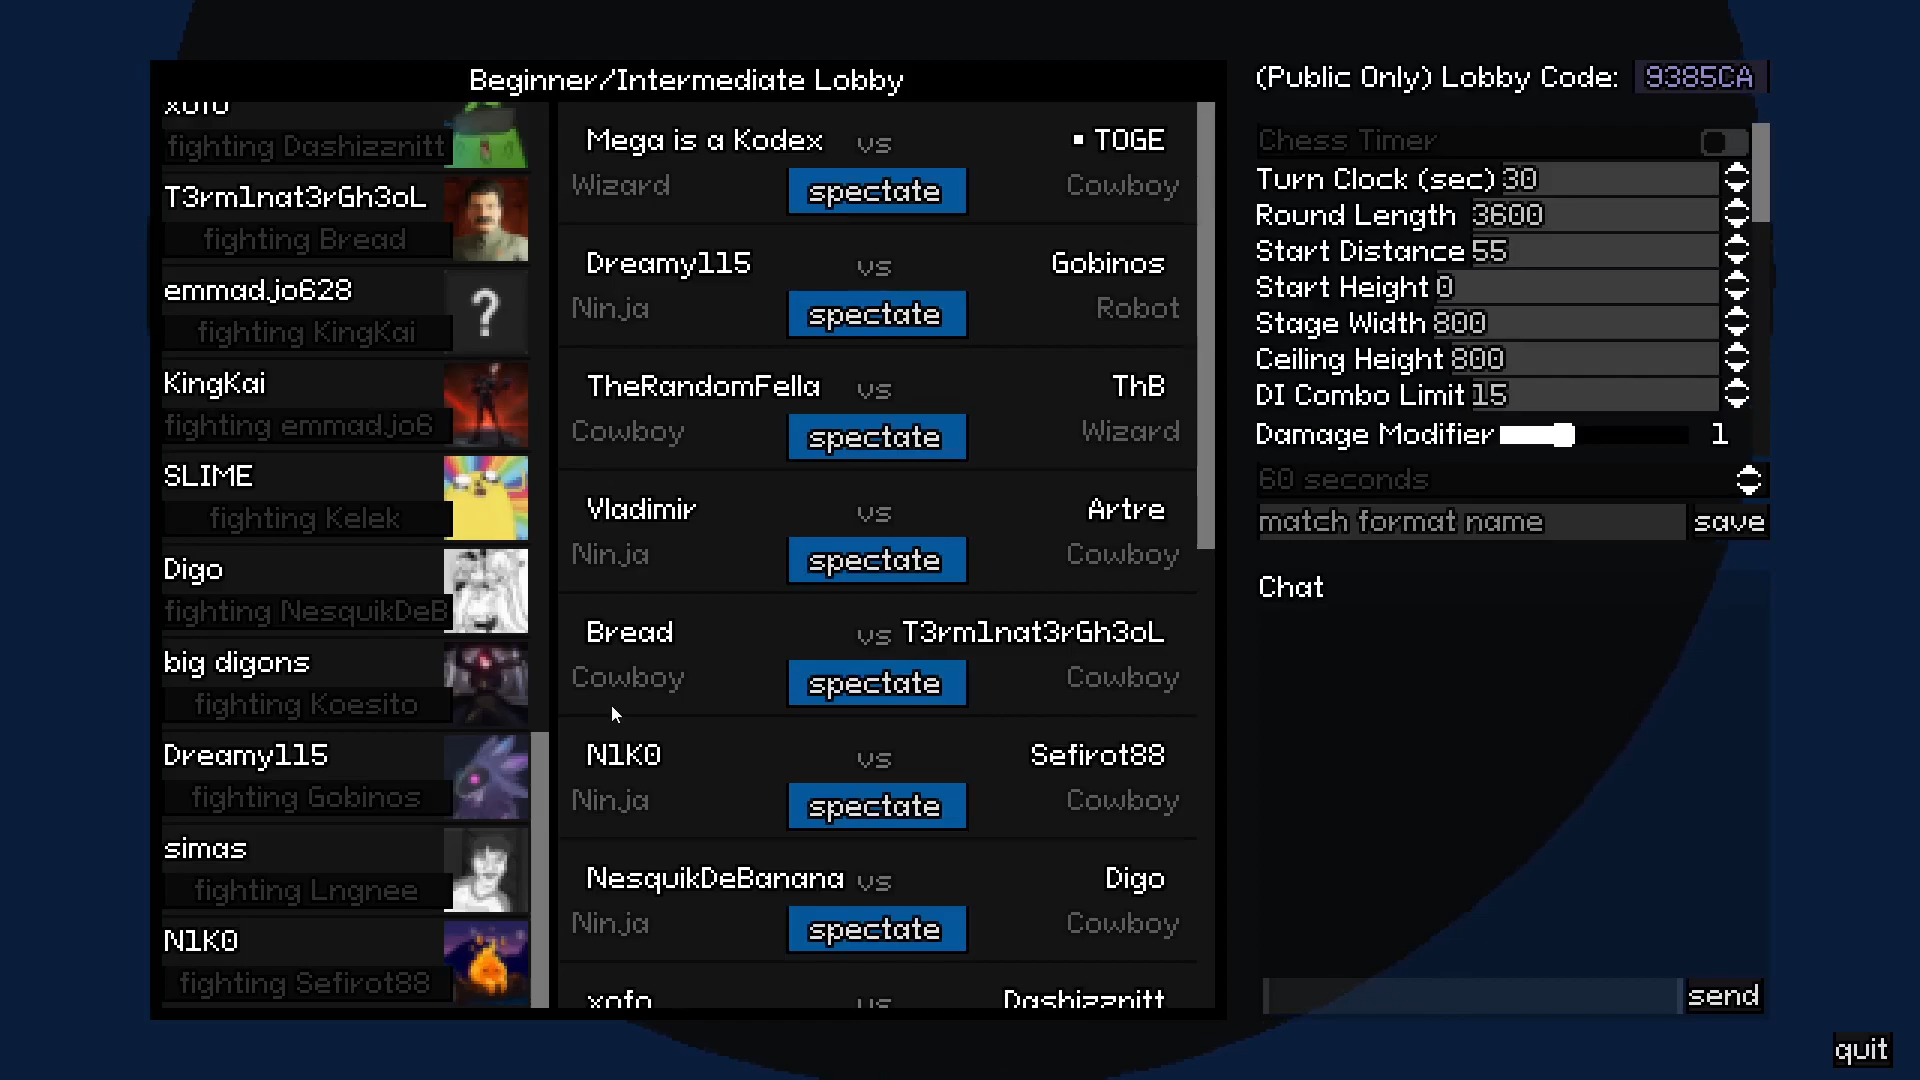 Beginner/Intermediate Lobby
xofo
fighting Dashizznitt
T3rm1nat3rGh3oL
fighting Bread
emmadjo628
fighting KingKai
KingKai
fighting emmadjo6
SLIME
fighting Kelek
Digo
fighting NesquikDeB
big digons
fighting Koesito
Dreamy115
fighting Gobinos
simas
fighting Lngnee
N1K0
fighting Sefirot88
Mega is a Kodex vs ▪ TOGE
Wizard spectate Cowboy
Dreamy115 vs Gobinos
Ninja spectate Robot
TheRandomFella vs ThB
Cowboy spectate Wizard
Vladimir vs Artre
Ninja spectate Cowboy
Bread vs T3rm1nat3rGh3oL
Cowboy spectate Cowboy
N1K0 vs Sefirot88
Ninja spectate Cowboy
NesquikDeBanana vs Digo
Ninja spectate Cowboy
xofo vs Dashizznitt
(Public Only) Lobby Code: 9385CA
Chess Timer
Turn Clock (sec) 30
Round Length 3600
Start Distance 55
Start Height 0
Stage Width 800
Ceiling Height 800
DI Combo Limit 15
Damage Modifier 1
60 seconds
match format name save
Chat
send
quit